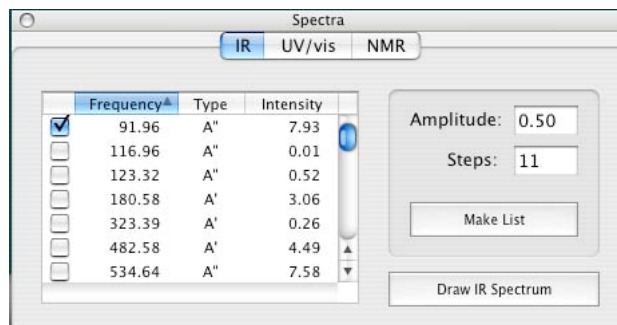 Spectra
IR UV/vis NMR
Frequency Type Intensity
91.96 A" 7.93
116.96 A" 0.01
123.32 A" 0.52
180.58 A' 3.06
323.39 A' 0.26
482.58 A' 4.49
534.64 A" 7.58
Amplitude: 0.50
Steps: 11
Make List
Draw IR Spectrum